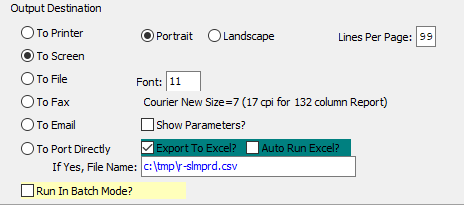 Output Destination
To Printer
Portrait
Landscape
Lines Per Page: 99
To Screen
To File
Font: 11
To Fax
Courier New Size=7 (17 cpi for 132 column Report)
To Email
Show Parameters?
To Port Directly
Export To Excel?
Auto Run Excel?
If Yes, File Name: c:\tmp\r-slmprd.csv
Run In Batch Mode?